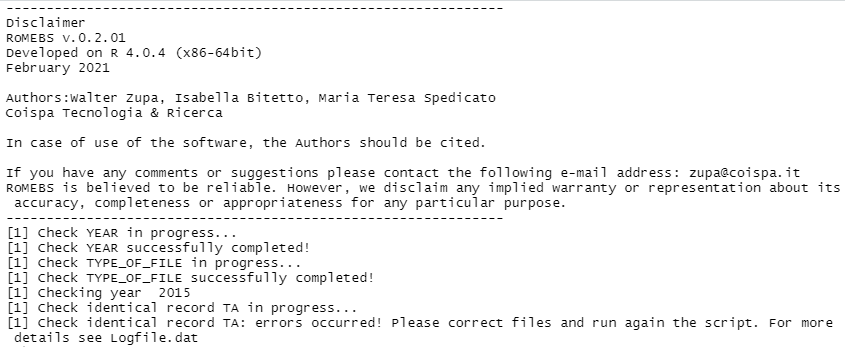 ---------------------------------------------------------------
Disclaimer
RoMEBS v.0.2.01
Developed on R 4.0.4 (x86-64bit)
February 2021
Authors:Walter Zupa, Isabella Bitetto, Maria Teresa Spedicato
Coispa Tecnologia & Ricerca
In case of use of the software, the Authors should be cited.
If you have any comments or suggestions please contact the following e-mail address: zupa@coispa.it
RoMEBS is believed to be reliable. However, we disclaim any implied warranty or representation about its
accuracy, completeness or appropriateness for any particular purpose.
---------------------------------------------------------------
[1] Check YEAR in progress...
[1] Check YEAR successfully completed!
[1] Check TYPE_OF_FILE in progress...
[1] Check TYPE_OF_FILE successfully completed!
[1] Checking year  2015
[1] Check identical record TA in progress...
[1] Check identical record TA: errors occurred! Please correct files and run again the script. For more
details see Logfile.dat